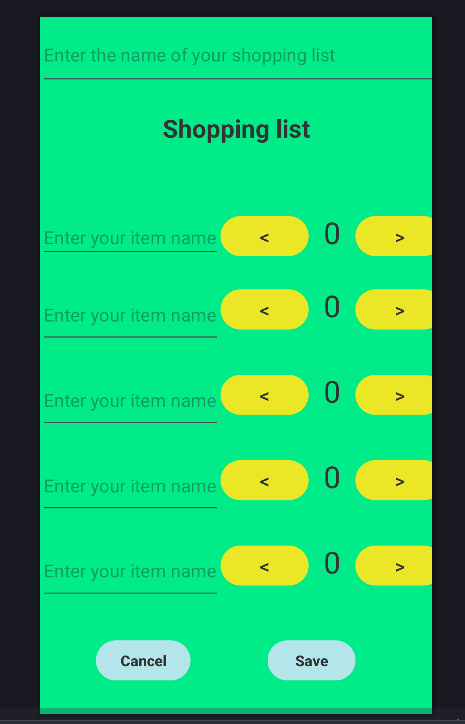 Enter the name of your shopping list
Shopping list
Enter your item name < 0 >
Enter your item name < 0 >
Enter your item name < 0 >
Enter your item name < 0 >
Enter your item name < 0 >
Cancel Save